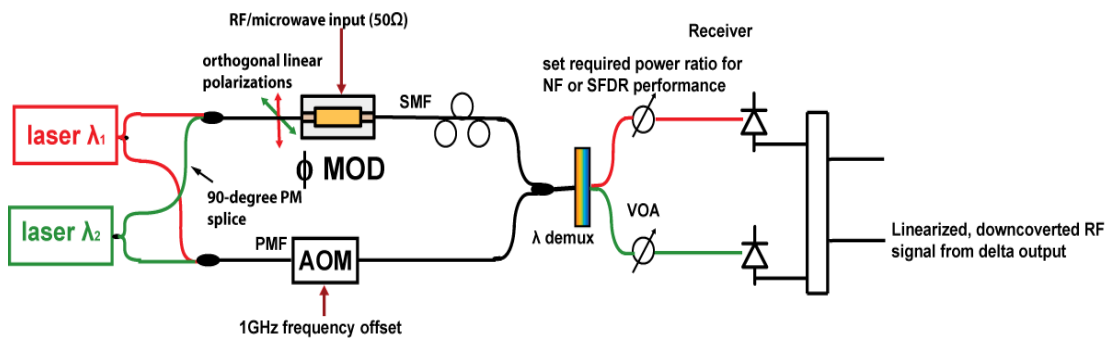 RF/microwave input (50Ω)
Receiver
orthogonal linear
polarizations
set required power ratio for
NF or SFDR performance
SMF
laser λ1
ϕ MOD
90-degree PM
splice
laser λ2
PMF
AOM
λ demux
VOA
Linearized, downcoverted RF
signal from delta output
1GHz frequency offset